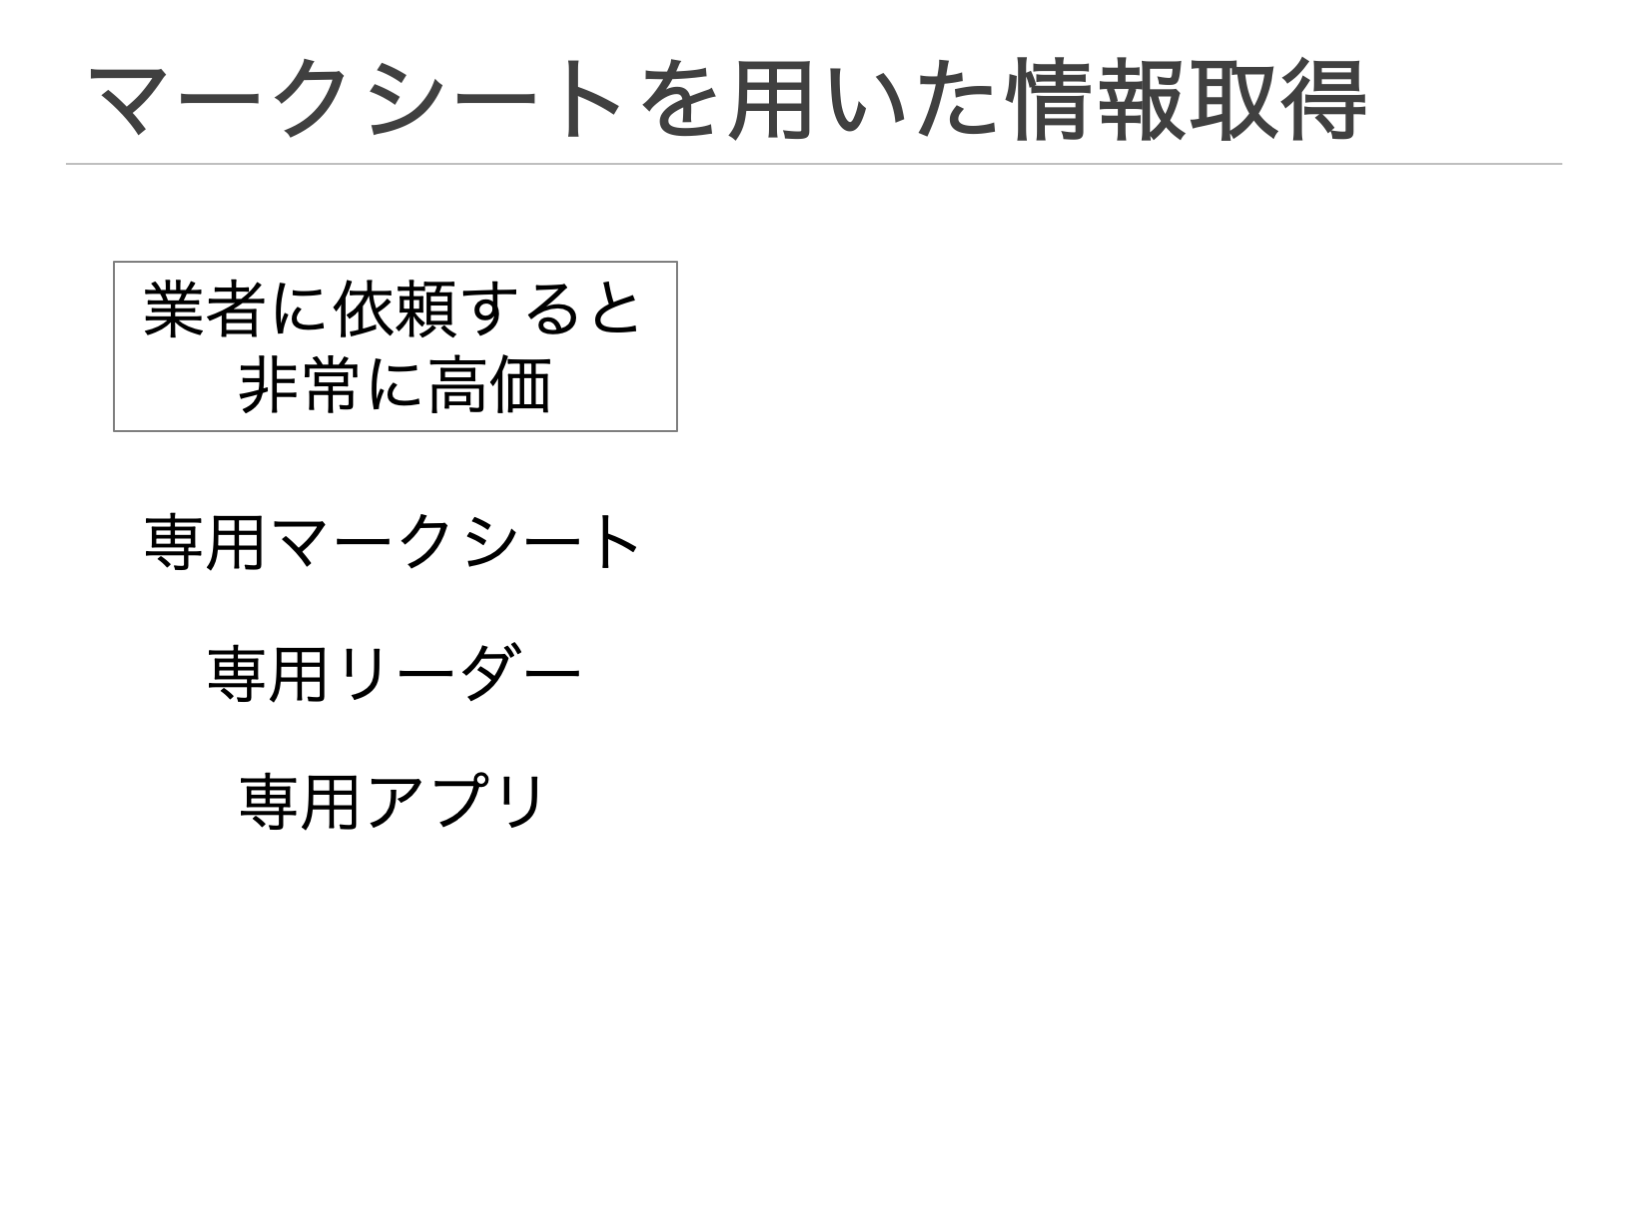 マークシートを用いた情報取得
業者に依頼すると
非常に高価
専用マークシート
専用リーダー
専用アプリ